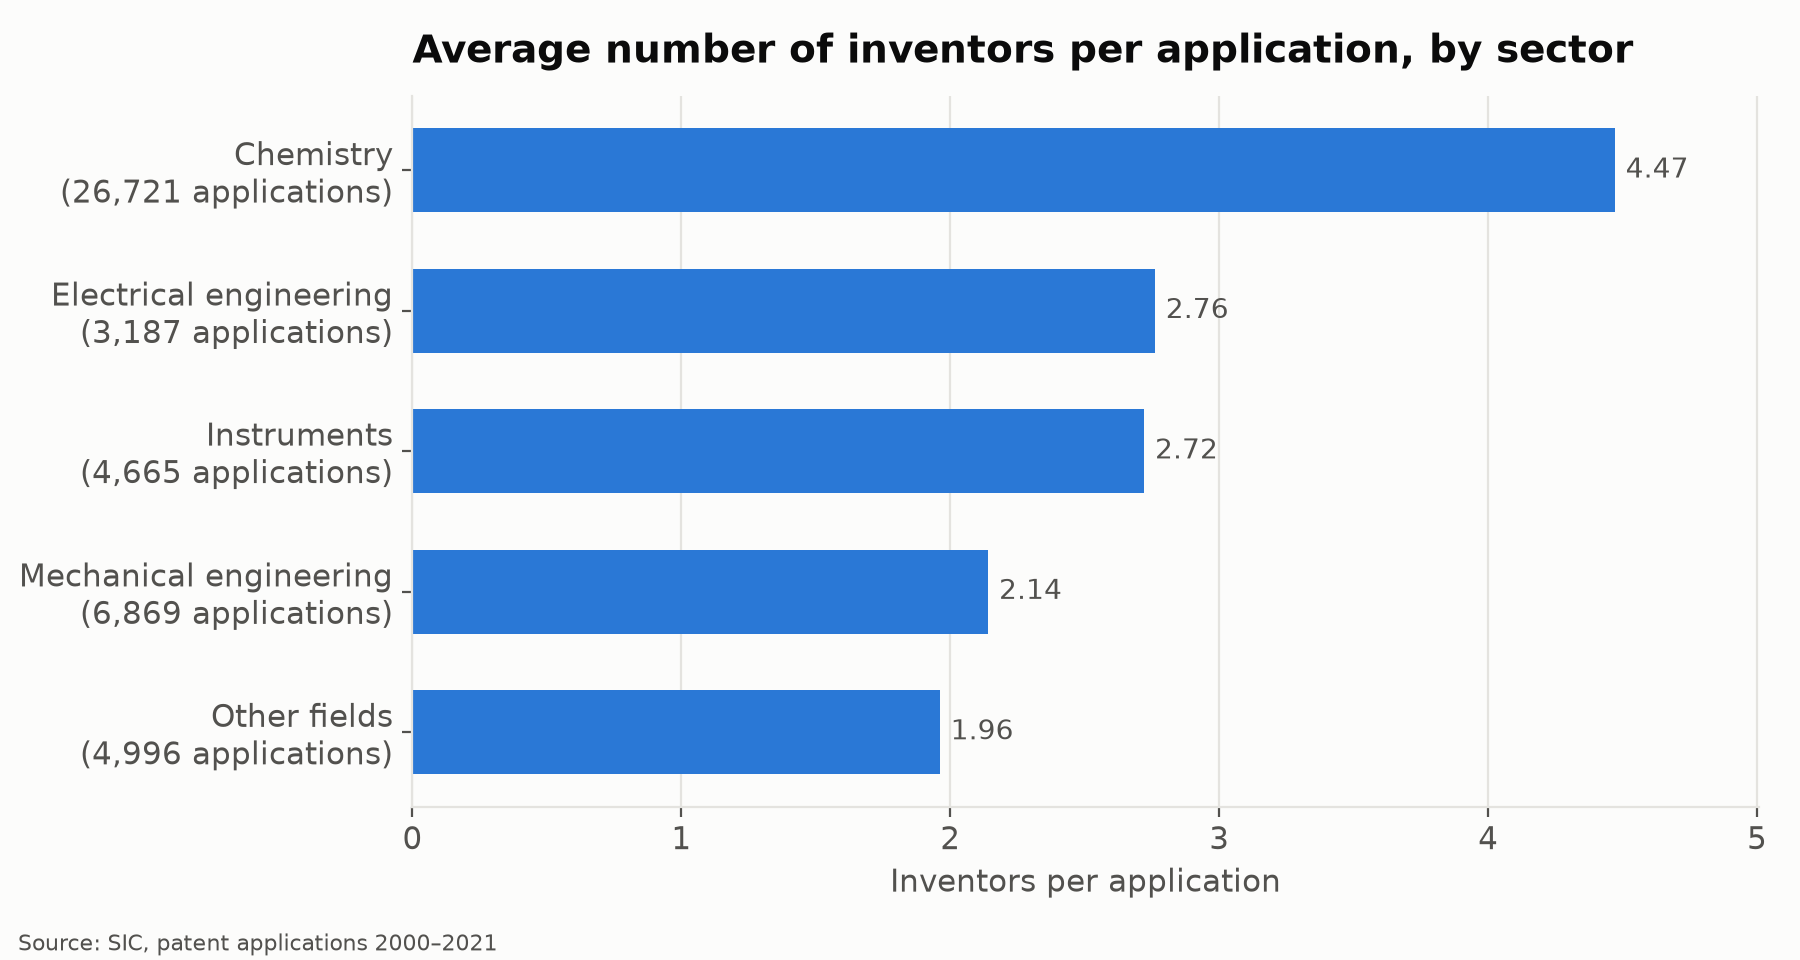 Average number of inventors per application, by sector
Chemistry
(26,721 applications)
4.47
Electrical engineering
(3,187 applications)
2.76
Instruments
(4,665 applications)
2.72
Mechanical engineering
(6,869 applications)
2.14
Other fields
(4,996 applications)
1.96
0 1 2 3 4 5
Inventors per application
Source: SIC, patent applications 2000–2021